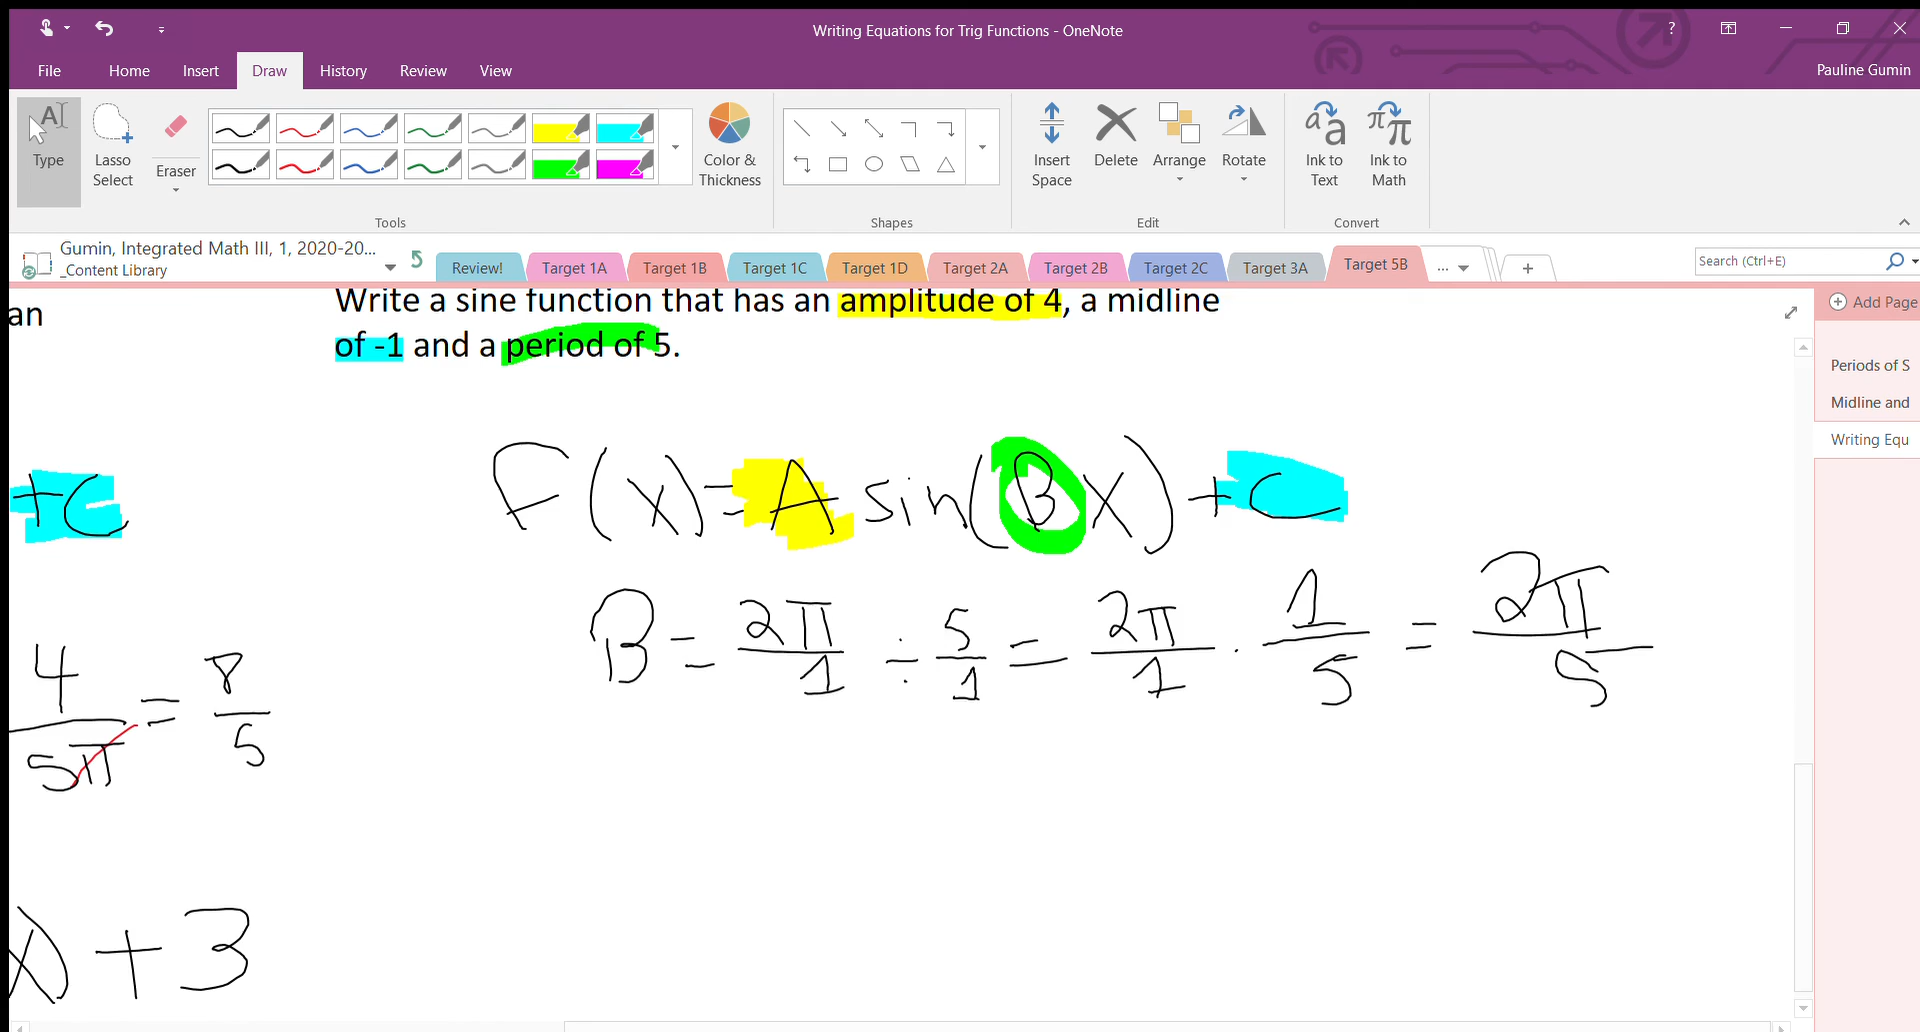 Writing Equations for Trig Functions - OneNote
?
File Home Insert Draw History Review View
Pauline Gumin
Type
Lasso Select
Eraser
Color & Thickness
Insert Space
Delete
Arrange
Rotate
Ink to Text
Ink to Math
Tools Shapes Edit Convert
Gumin, Integrated Math III, 1, 2020-20...
_Content Library
Review! Target 1A Target 1B Target 1C Target 1D Target 2A Target 2B Target 2C Target 3A Target 5B ... +
Search (Ctrl+E)
Add Page
Periods of S
Midline and
Writing Equ
an
Write a sine function that has an amplitude of 4, a midline
of -1 and a period of 5.
+C
F(x)=A sin(Bx)+C
B = 2π/1 ÷ 5/1 = 2π/1 · 1/5 = 2π/5
4/5π = 8/5
x) + 3